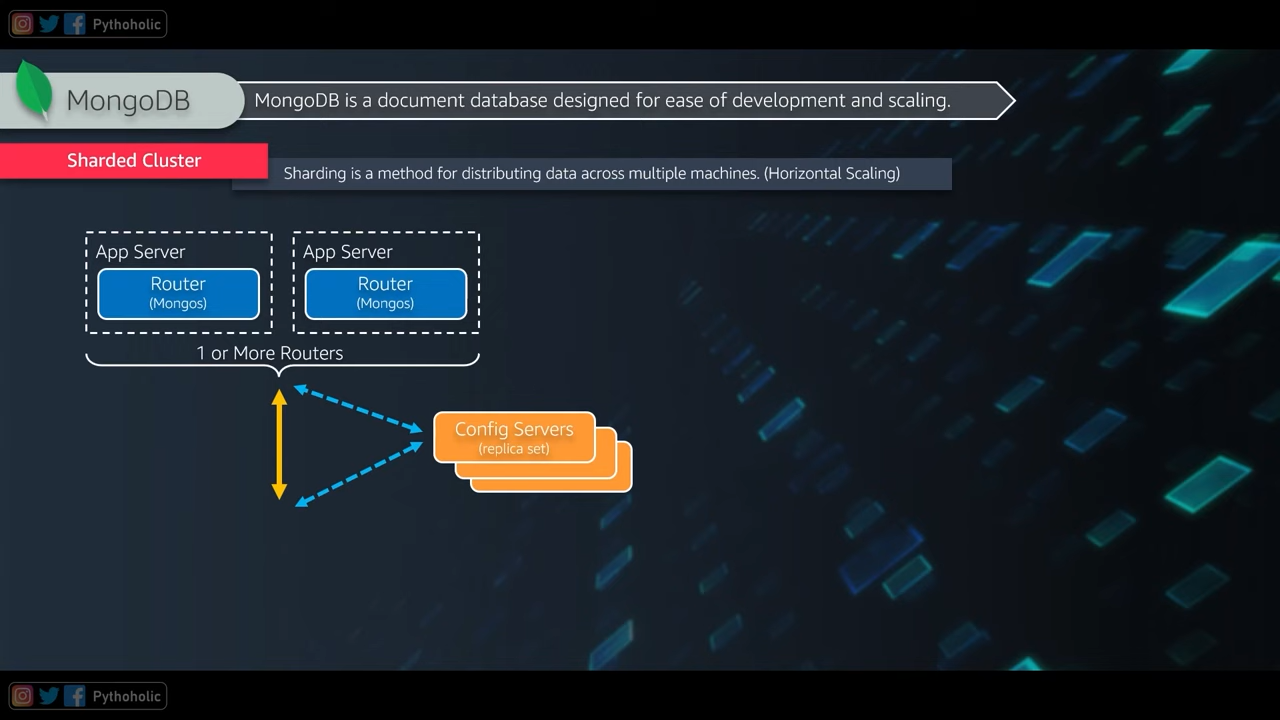 Pythoholic
MongoDB
MongoDB is a document database designed for ease of development and scaling.
Sharded Cluster
Sharding is a method for distributing data across multiple machines. (Horizontal Scaling)
App Server
Router
(Mongos)
App Server
Router
(Mongos)
1 or More Routers
Config Servers
(replica set)
Pythoholic